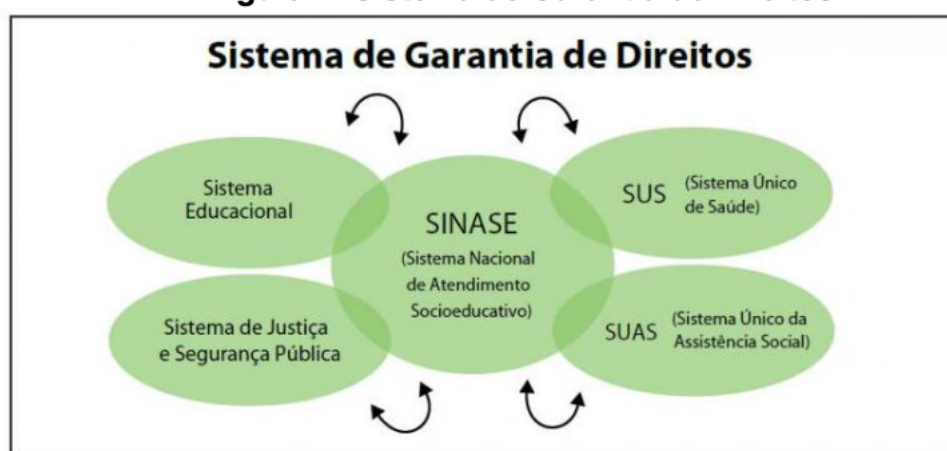 Sistema de Garantia de Direitos
Sistema
Educacional
SINASE
(Sistema Nacional
de Atendimento
Socioeducativo)
SUS (Sistema Único
de Saúde)
Sistema de Justiça
e Segurança Pública
SUAS (Sistema Único da
Assistência Social)